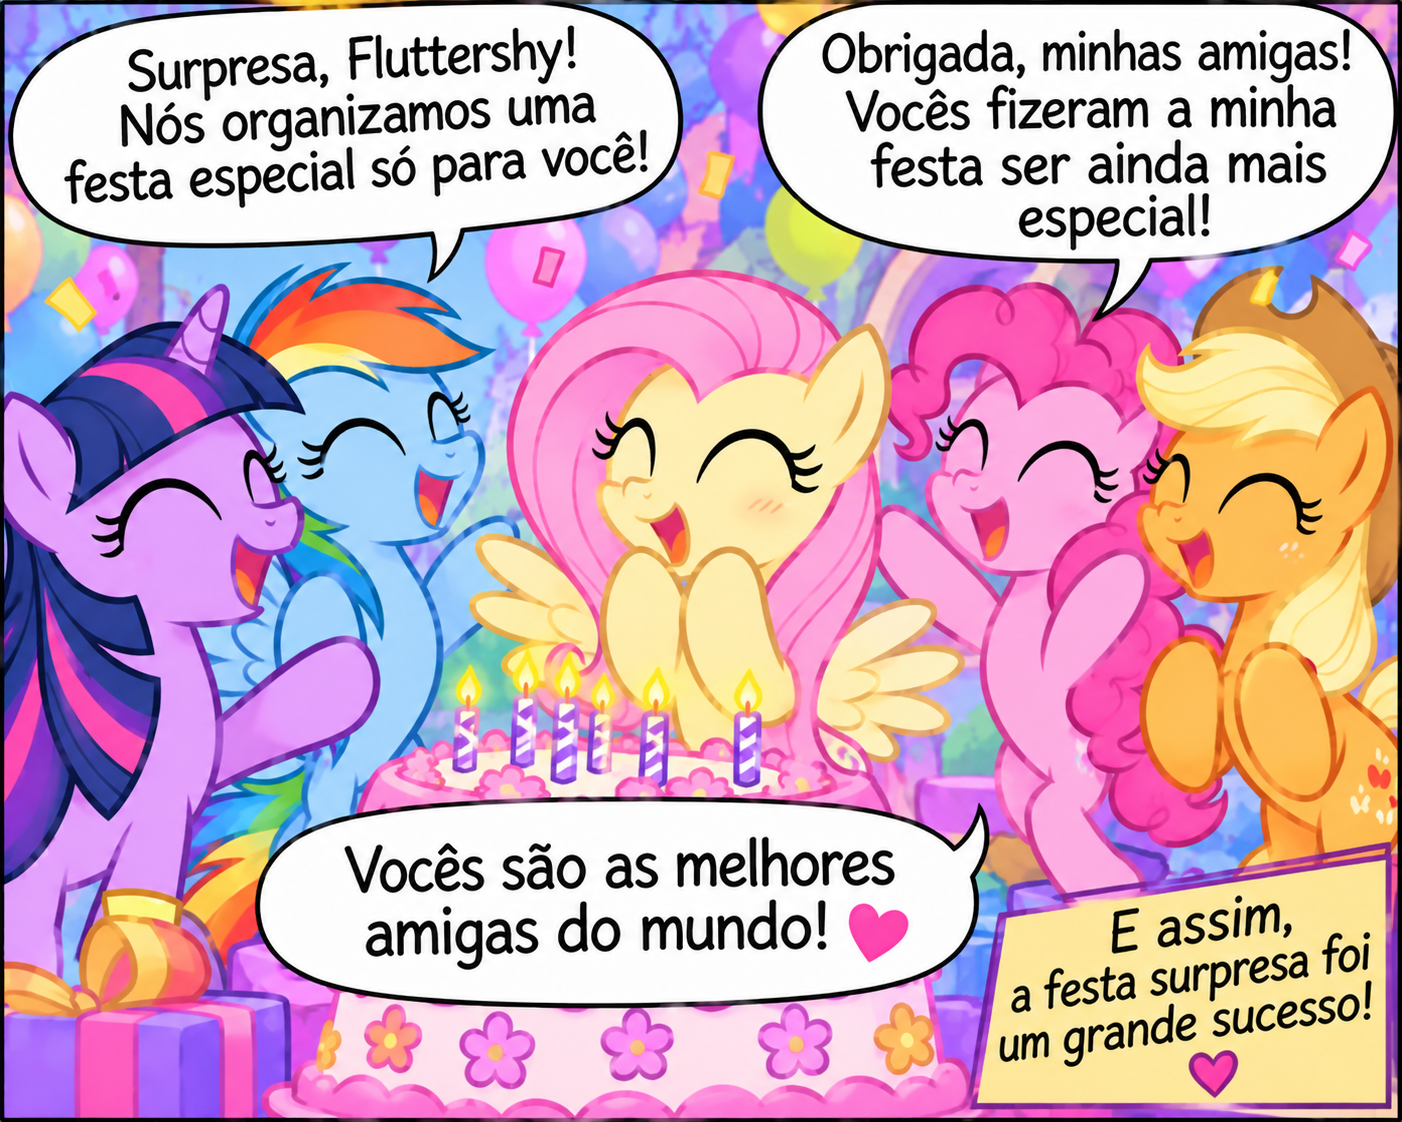 Surpresa, Fluttershy!
Nós organizamos uma
festa especial só para você!
Obrigada, minhas amigas!
Vocês fizeram a minha
festa ser ainda mais
especial!
Vocês são as melhores
amigas do mundo!
E assim,
a festa surpresa foi
um grande sucesso!